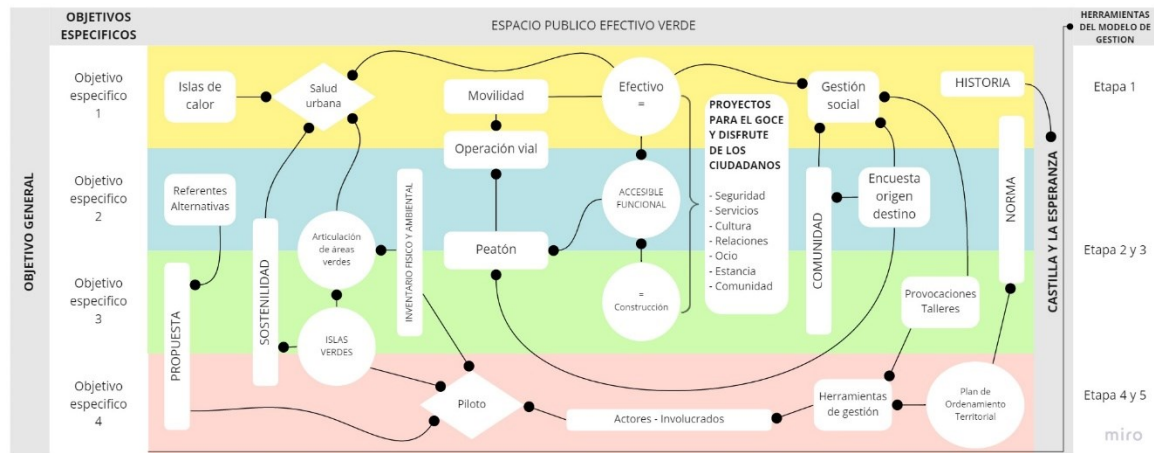 OBJETIVOS
ESPECIFICOS
ESPACIO PUBLICO EFECTIVO VERDE
HERRAMIENTAS
DEL MODELO DE
GESTION
OBJETIVO GENERAL
Objetivo
especifico
1
Islas de
calor
Salud
urbana
Movilidad
Operación vial
Efectivo
=
PROYECTOS
PARA EL GOCE
Y DISFRUTE
DE LOS
CIUDADANOS
- Seguridad
- Servicios
- Cultura
- Relaciones
- Ocio
- Estancia
- Comunidad
Gestión
social
HISTORIA
Etapa 1
Objetivo
especifico
2
Referentes
Alternativas
SOSTENILIDAD
Articulación
de áreas
verdes
INVENTARIO FISICO Y AMBIENTAL
Peatón
ACCESIBLE
FUNCIONAL
COMUNIDAD
Encuesta
origen
destino
NORMA
CASTILLA Y LA ESPERANZA
Etapa 2 y 3
Objetivo
especifico
3
PROPUESTA
ISLAS
VERDES
=
Construcción
Provocaciones
Talleres
Objetivo
especifico
4
Piloto
Actores - Involucrados
Herramientas
de gestión
Plan de
Ordenamiento
Territorial
Etapa 4 y 5
miro